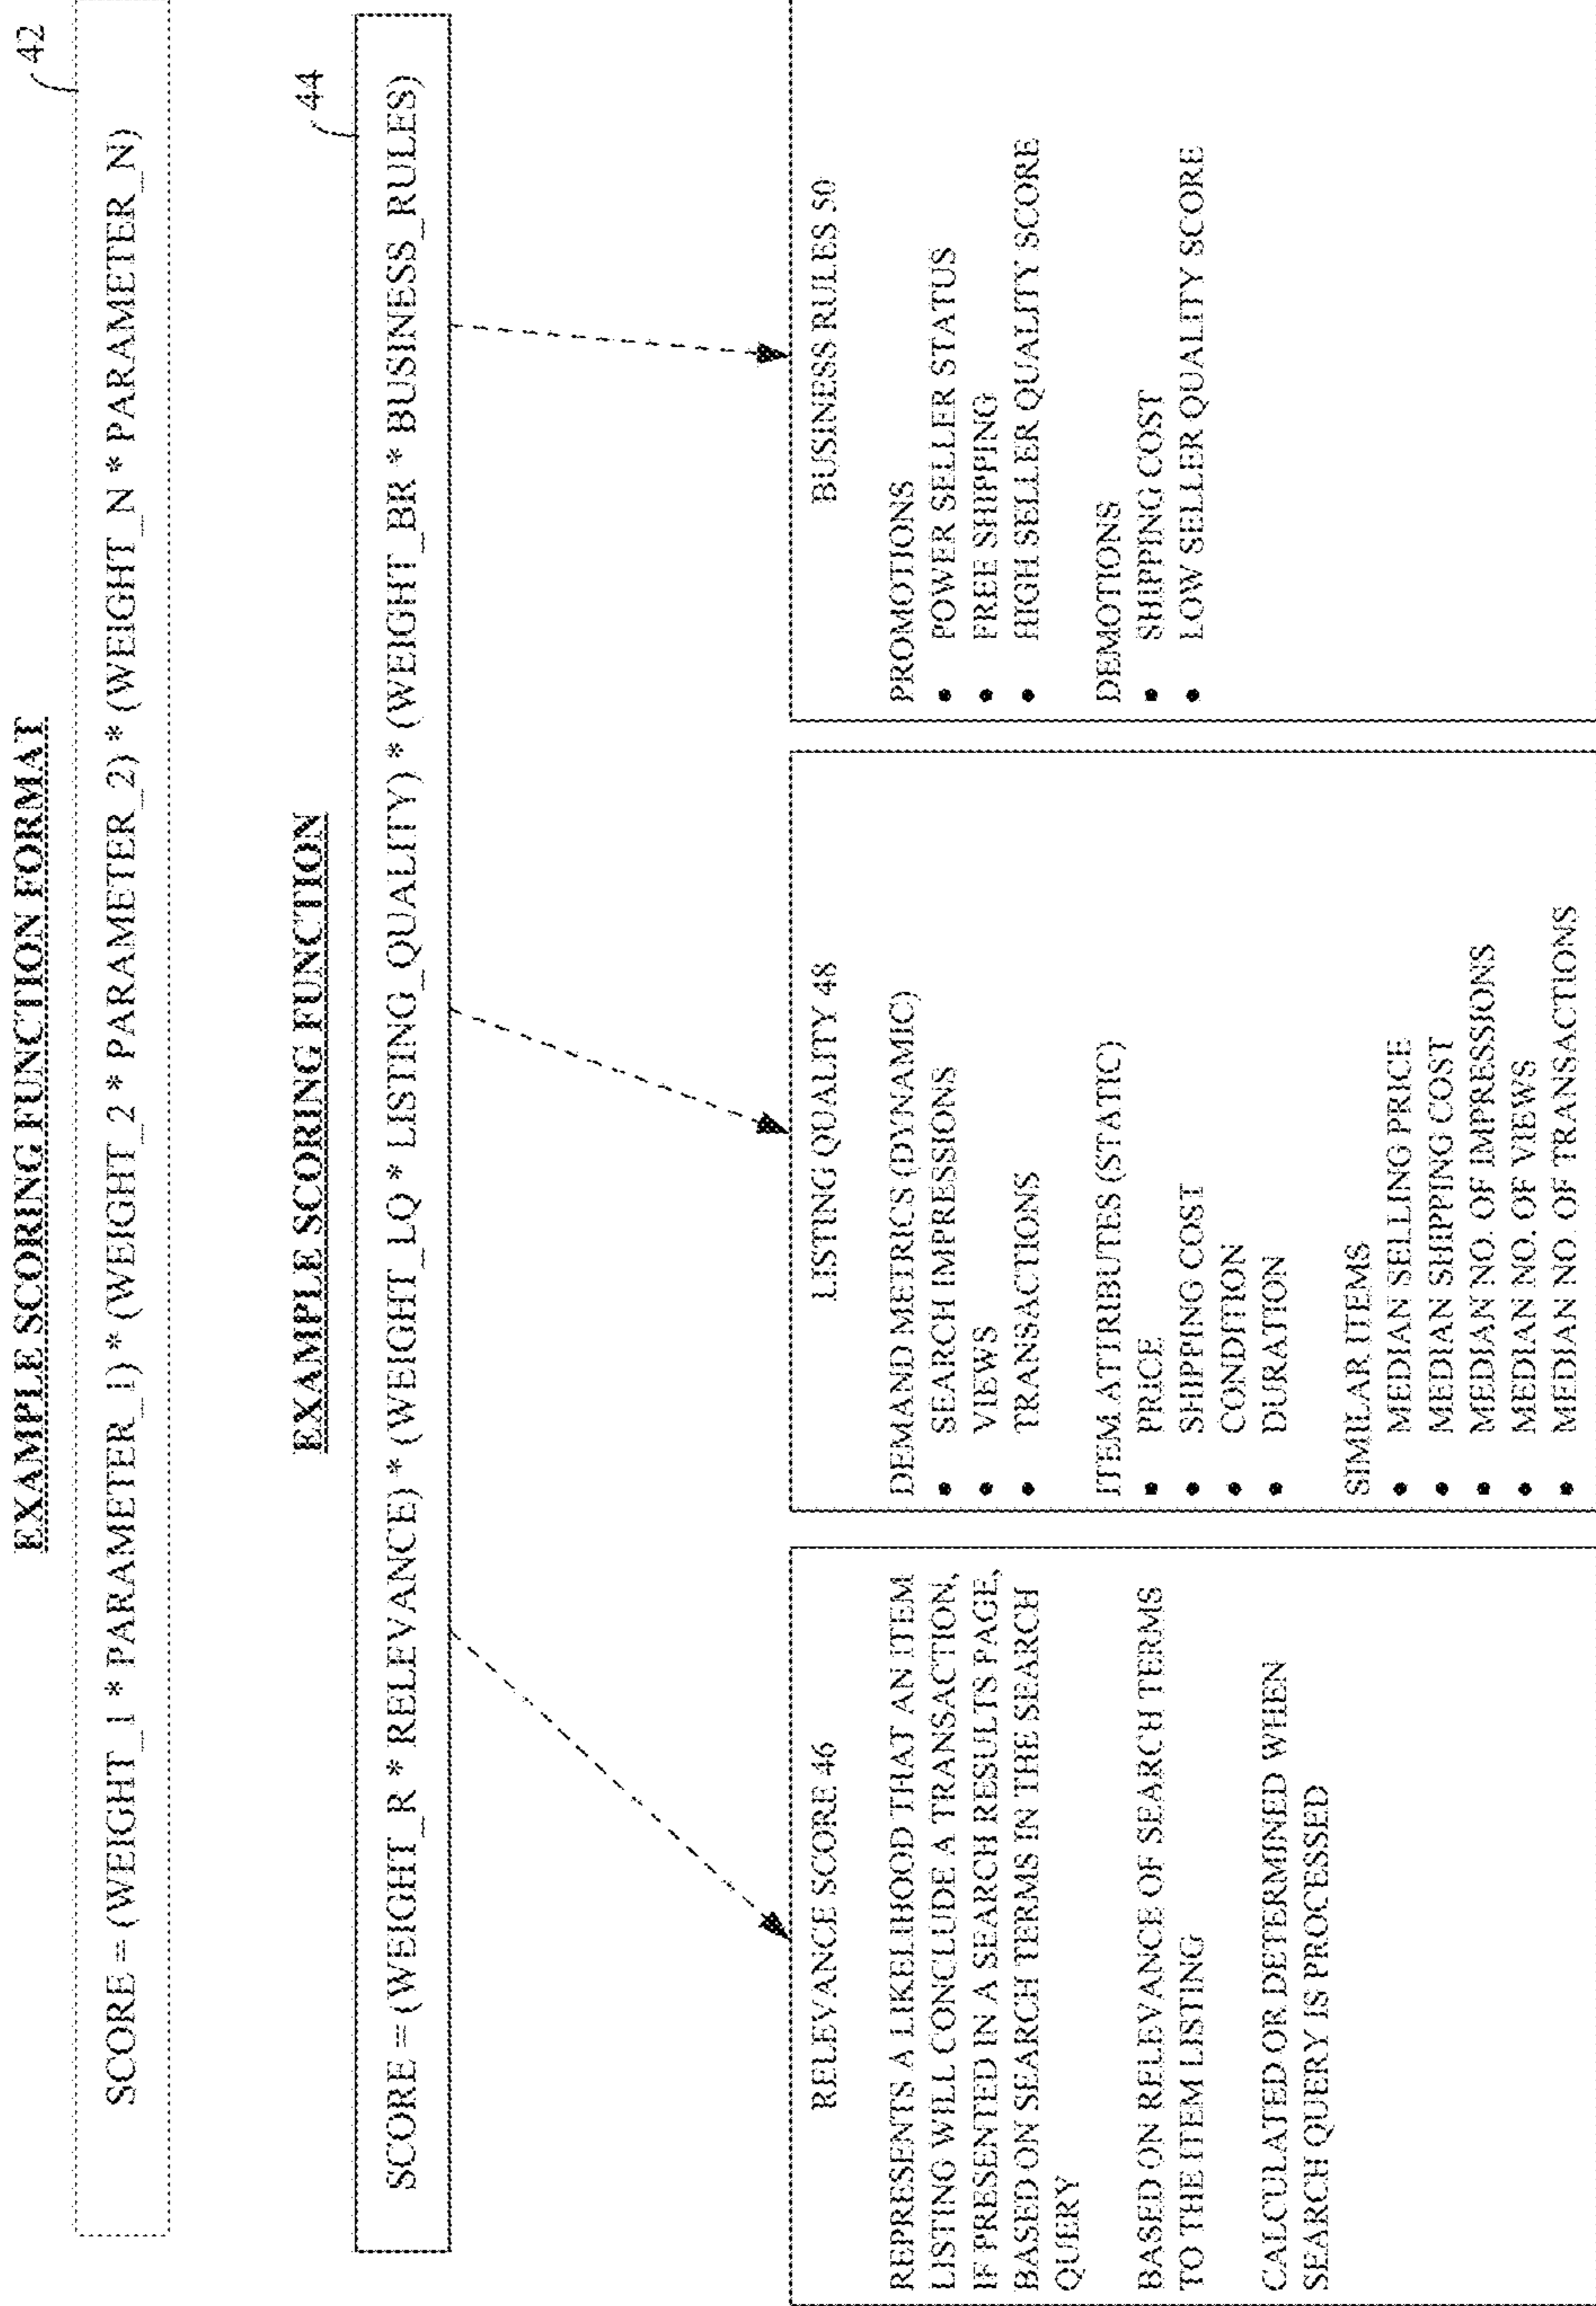 EXAMPLE SCORING FUNCTION FORMAT
42
SCORE = (WEIGHT_1 * PARAMETER_1) * (WEIGHT_2 * PARAMETER_2) * (WEIGHT_N * PARAMETER_N)
EXAMPLE SCORING FUNCTION
44
SCORE = (WEIGHT_R * RELEVANCE) * (WEIGHT_LQ * LISTING_QUALITY) * (WEIGHT_BR * BUSINESS_RULES)
RELEVANCE SCORE 46
REPRESENTS A LIKELIHOOD THAT AN ITEM
LISTING WILL CONCLUDE A TRANSACTION,
IF PRESENTED IN A SEARCH RESULTS PAGE,
BASED ON SEARCH TERMS IN THE SEARCH
QUERY
BASED ON RELEVANCE OF SEARCH TERMS
TO THE ITEM LISTING
CALCULATED OR DETERMINED WHEN
SEARCH QUERY IS PROCESSED
LISTING QUALITY 48
DEMAND METRICS (DYNAMIC)
• SEARCH IMPRESSIONS
• VIEWS
• TRANSACTIONS
ITEM ATTRIBUTES (STATIC)
• PRICE
• SHIPPING COST
• CONDITION
• DURATION
SIMILAR ITEMS
• MEDIAN SELLING PRICE
• MEDIAN SHIPPING COST
• MEDIAN NO. OF IMPRESSIONS
• MEDIAN NO. OF VIEWS
• MEDIAN NO. OF TRANSACTIONS
BUSINESS RULES 50
PROMOTIONS
• POWER SELLER STATUS
• FREE SHIPPING
• HIGH SELLER QUALITY SCORE
DEMOTIONS
• SHIPPING COST
• LOW SELLER QUALITY SCORE